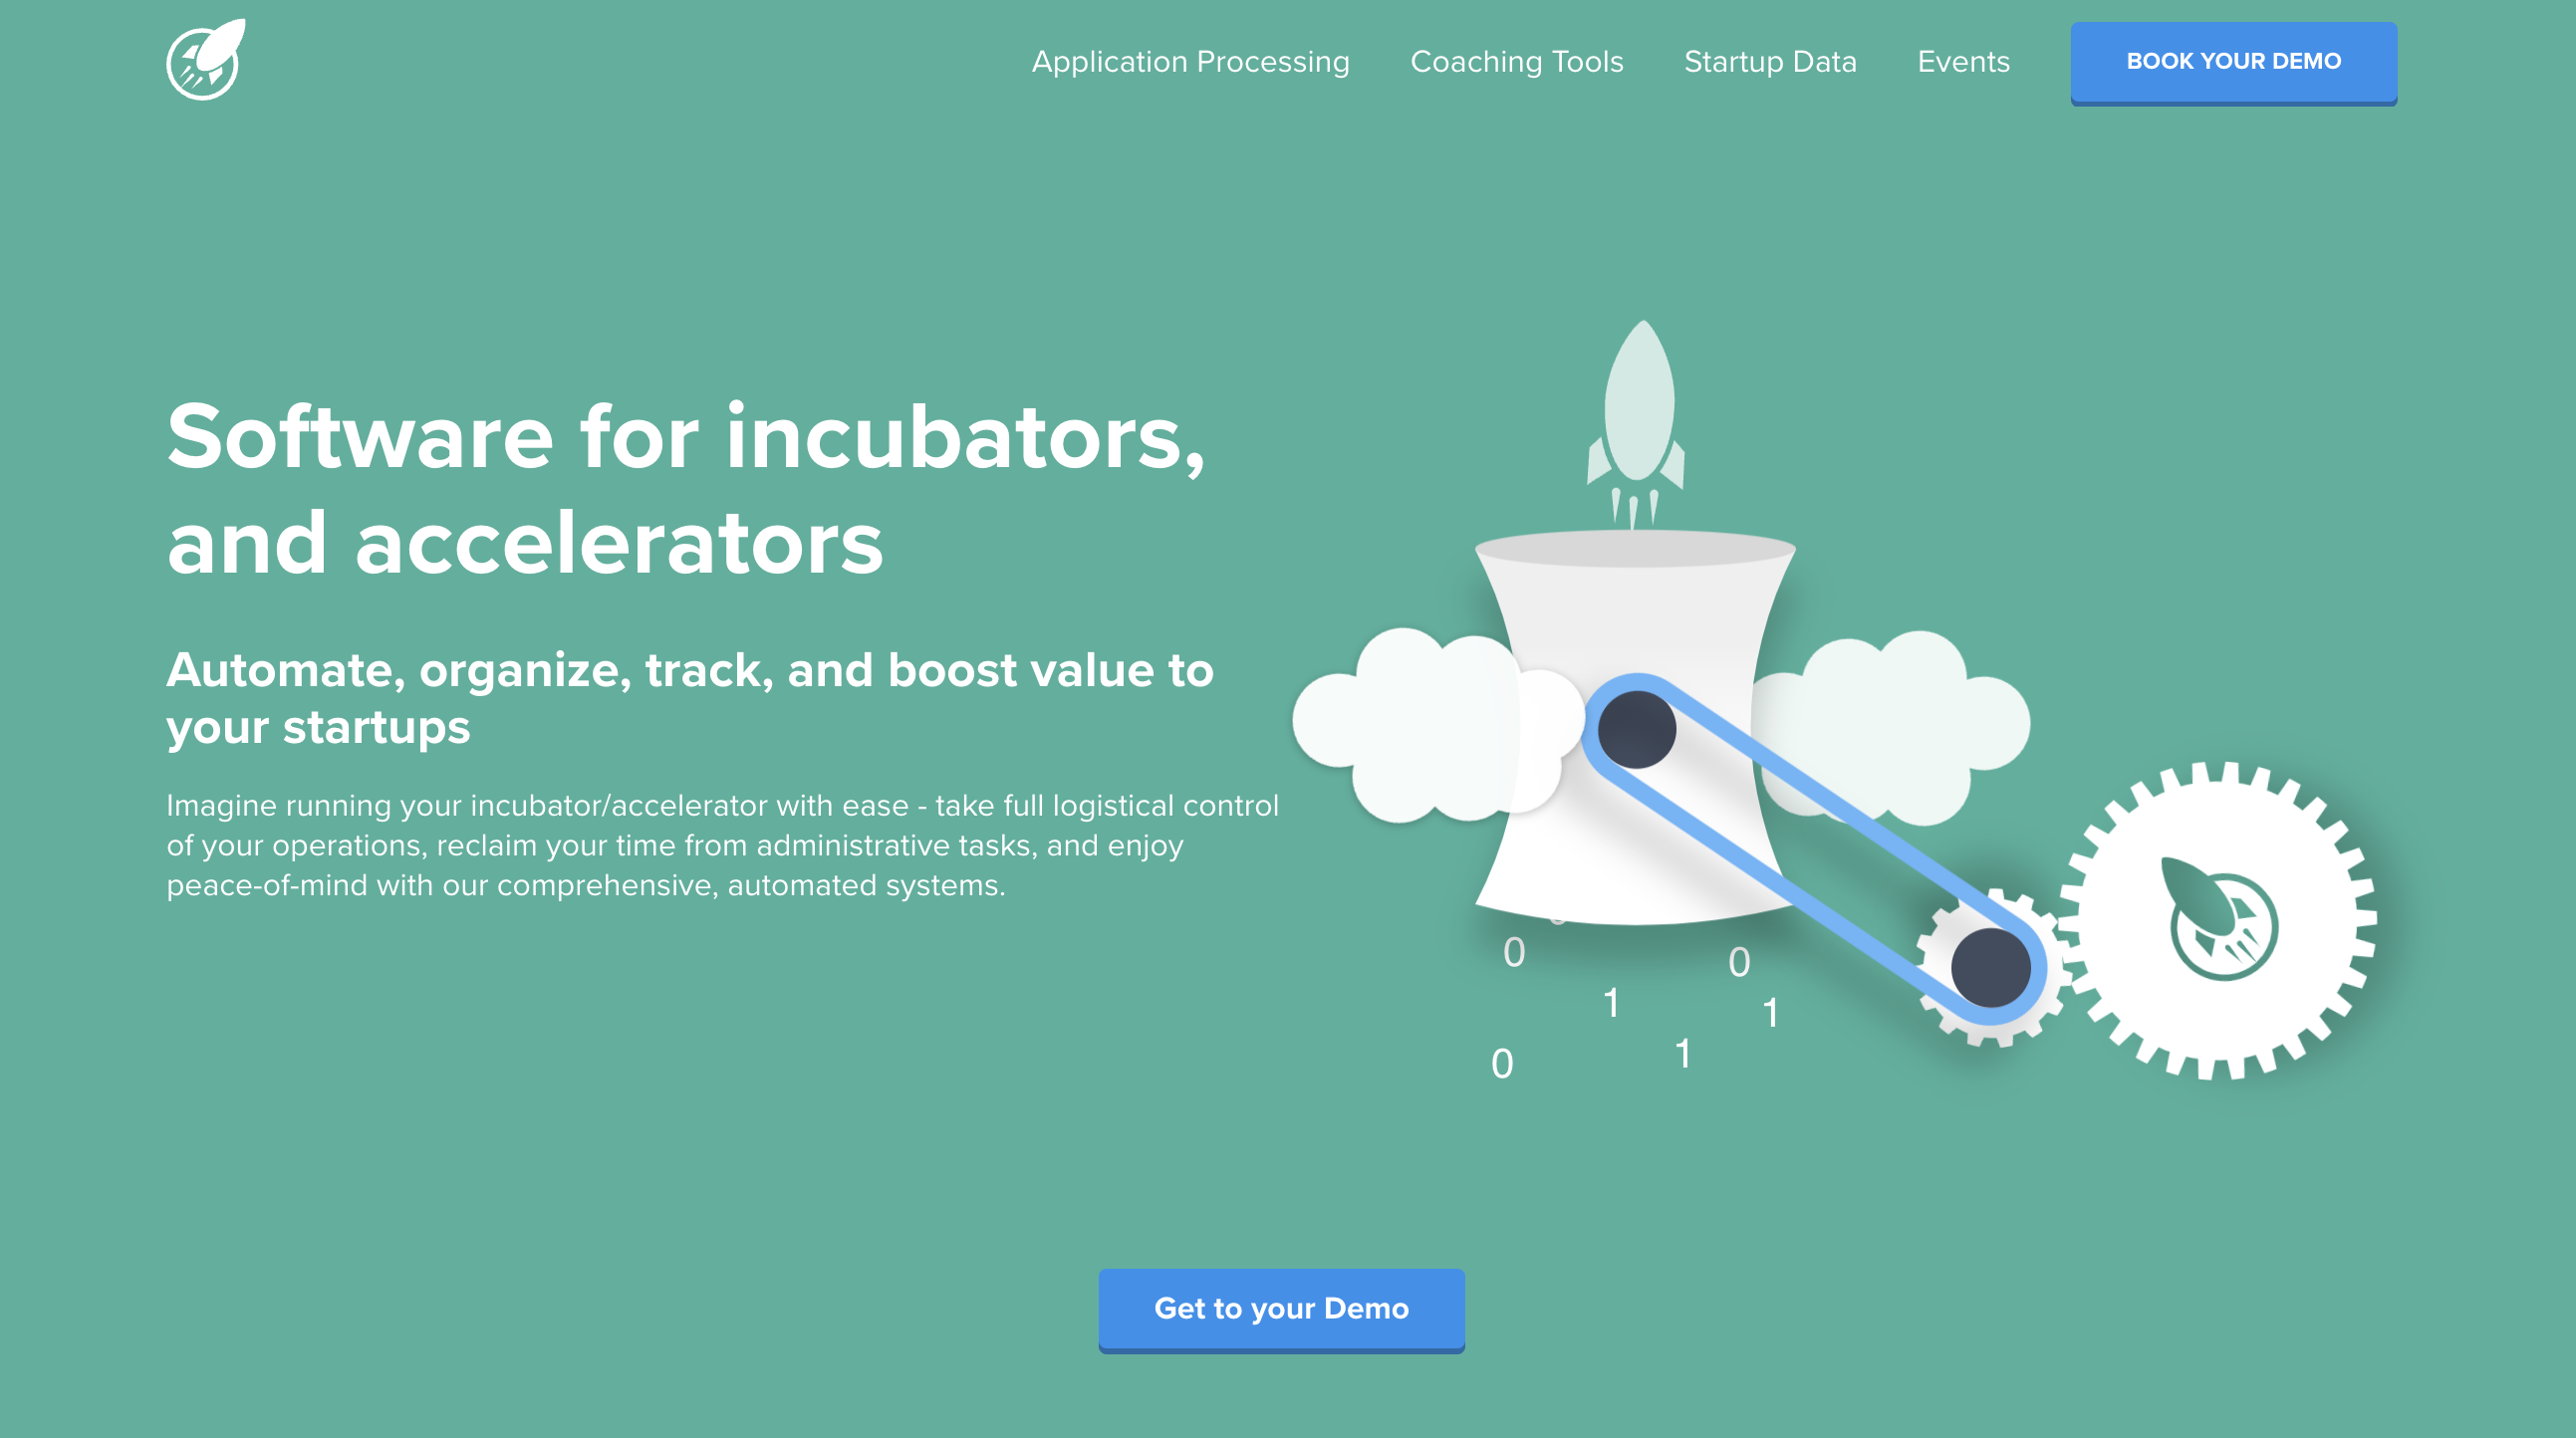 Application Processing
Coaching Tools
Startup Data
Events
BOOK YOUR DEMO
Software for incubators,
and accelerators
Automate, organize, track, and boost value to
your startups
Imagine running your incubator/accelerator with ease - take full logistical control
of your operations, reclaim your time from administrative tasks, and enjoy
peace-of-mind with our comprehensive, automated systems.
0
0
1
1
1
0
Get to your Demo